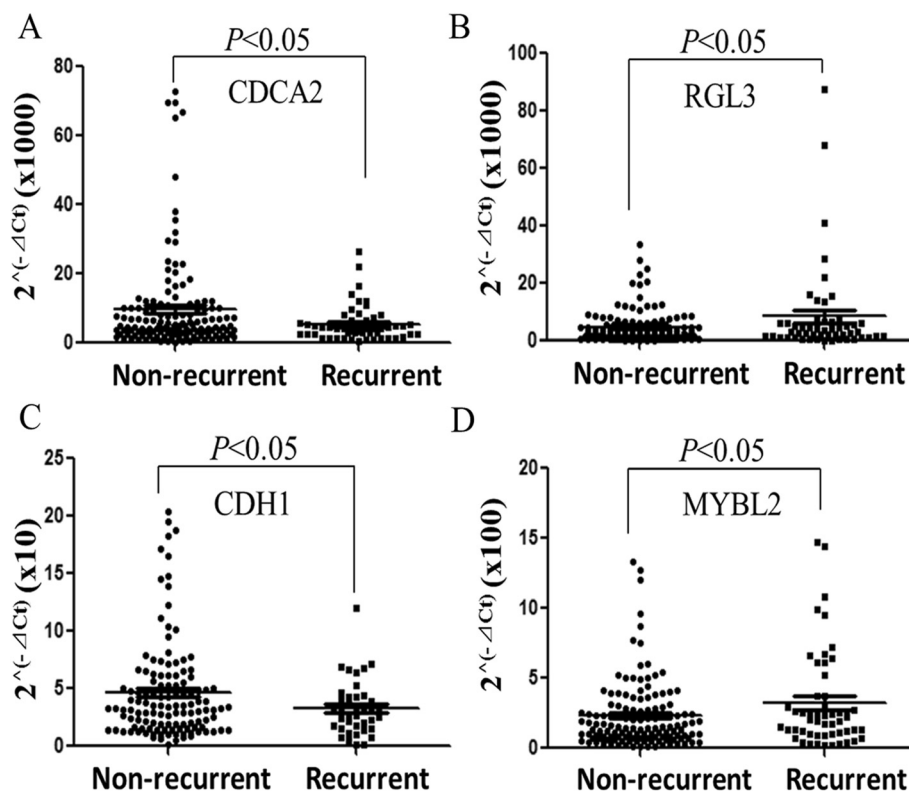 A
P<0.05
CDCA2
2^(-ΔCt) (x1000)
80
60
40
20
0
Non-recurrent Recurrent
B
P<0.05
RGL3
2^(-ΔCt) (x1000)
100
80
60
40
20
0
Non-recurrent Recurrent
C
P<0.05
CDH1
2^(-ΔCt) (x10)
25
20
15
10
5
0
Non-recurrent Recurrent
D
P<0.05
MYBL2
2^(-ΔCt) (x100)
20
15
10
5
0
Non-recurrent Recurrent